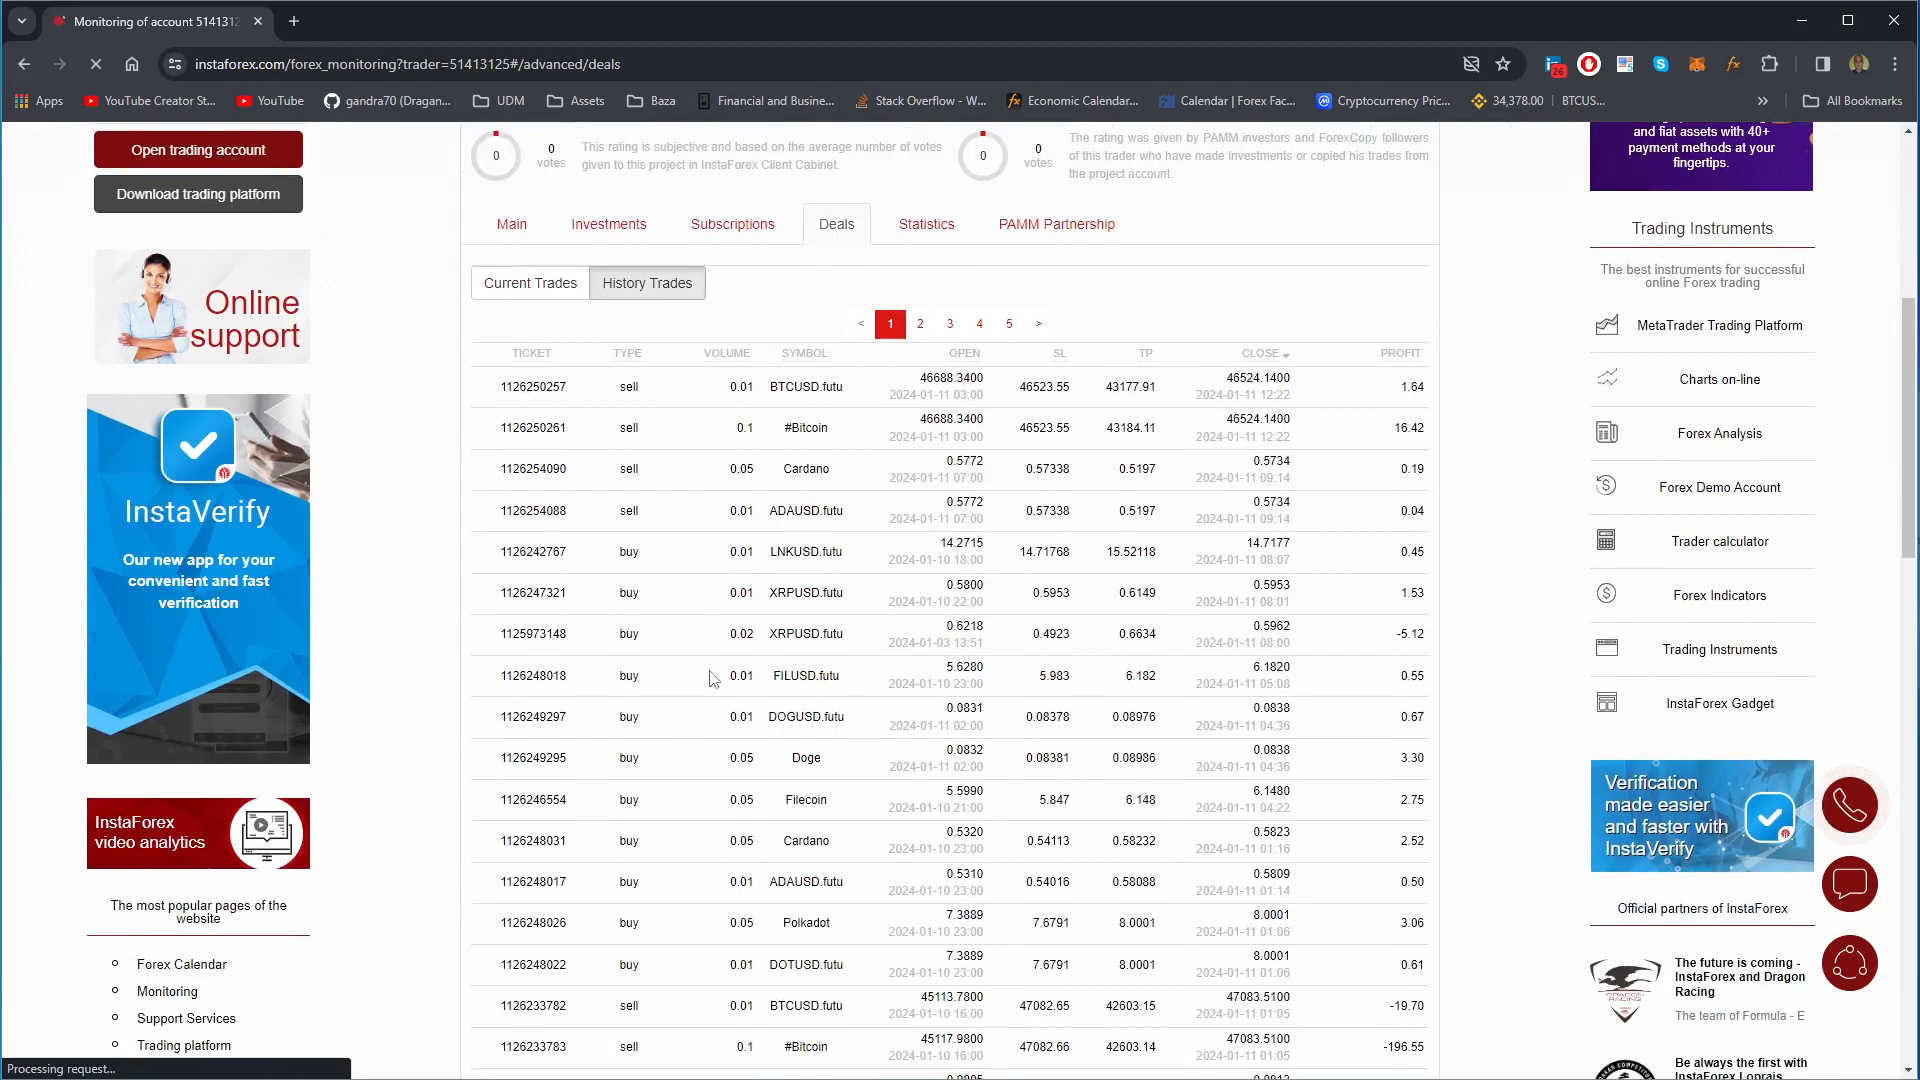 Monitoring of account 5141312
instaforex.com/forex_monitoring?trader=51413125#/advanced/deals
26
Apps
YouTube Creator St...
YouTube
gandra70 (Dragan...
UDM
Assets
Baza
Financial and Busine...
Stack Overflow - W...
Economic Calendar...
Calendar | Forex Fac...
Cryptocurrency Pric...
34,378.00 | BTCUS...
All Bookmarks
Open trading account
Download trading platform
Online
support
InstaVerify
Our new app for your
convenient and fast
verification
InstaForex
video analytics
The most popular pages of the
website
Forex Calendar
Monitoring
Support Services
Trading platform
Processing request...
0
0
votes
This rating is subjective and based on the average number of votes
given to this project in InstaForex Client Cabinet.
0
0
votes
The rating was given by PAMM investors and ForexCopy followers
of this trader who have made investments or copied his trades from
the project account.
Main Investments Subscriptions Deals Statistics PAMM Partnership
Current Trades History Trades
< 1 2 3 4 5 >
TICKET TYPE VOLUME SYMBOL OPEN SL TP CLOSE PROFIT
1126250257 sell 0.01 BTCUSD.futu 46688.3400 46523.55 43177.91 46524.1400 1.64
2024-01-11 03:00 2024-01-11 12:22
1126250261 sell 0.1 #Bitcoin 46688.3400 46523.55 43184.11 46524.1400 16.42
2024-01-11 03:00 2024-01-11 12:22
1126254090 sell 0.05 Cardano 0.5772 0.57338 0.5197 0.5734 0.19
2024-01-11 07:00 2024-01-11 09:14
1126254088 sell 0.01 ADAUSD.futu 0.5772 0.57338 0.5197 0.5734 0.04
2024-01-11 07:00 2024-01-11 09:14
1126242767 buy 0.01 LNKUSD.futu 14.2715 14.71768 15.52118 14.7177 0.45
2024-01-10 18:00 2024-01-11 08:07
1126247321 buy 0.01 XRPUSD.futu 0.5800 0.5953 0.6149 0.5953 1.53
2024-01-10 22:00 2024-01-11 08:01
1125973148 buy 0.02 XRPUSD.futu 0.6218 0.4923 0.6634 0.5962 -5.12
2024-01-03 13:51 2024-01-11 08:00
1126248018 buy 0.01 FILUSD.futu 5.6280 5.983 6.182 6.1820 0.55
2024-01-10 23:00 2024-01-11 05:08
1126249297 buy 0.01 DOGUSD.futu 0.0831 0.08378 0.08976 0.0838 0.67
2024-01-11 02:00 2024-01-11 04:36
1126249295 buy 0.05 Doge 0.0832 0.08381 0.08986 0.0838 3.30
2024-01-11 02:00 2024-01-11 04:36
1126246554 buy 0.05 Filecoin 5.5990 5.847 6.148 6.1480 2.75
2024-01-10 21:00 2024-01-11 04:22
1126248031 buy 0.05 Cardano 0.5320 0.54113 0.58232 0.5823 2.52
2024-01-10 23:00 2024-01-11 01:16
1126248017 buy 0.01 ADAUSD.futu 0.5310 0.54016 0.58088 0.5809 0.50
2024-01-10 23:00 2024-01-11 01:14
1126248026 buy 0.05 Polkadot 7.3889 7.6791 8.0001 8.0001 3.06
2024-01-10 23:00 2024-01-11 01:06
1126248022 buy 0.01 DOTUSD.futu 7.3889 7.6791 8.0001 8.0001 0.61
2024-01-10 23:00 2024-01-11 01:06
1126233782 sell 0.01 BTCUSD.futu 45113.7800 47082.65 42603.15 47083.5100 -19.70
2024-01-10 16:00 2024-01-11 01:05
1126233783 sell 0.1 #Bitcoin 45117.9800 47082.66 42603.14 47083.5100 -196.55
2024-01-10 16:00 2024-01-11 01:05
and fiat assets with 40+
payment methods at your
fingertips.
Trading Instruments
The best instruments for successful
online Forex trading
MetaTrader Trading Platform
Charts on-line
Forex Analysis
Forex Demo Account
Trader calculator
Forex Indicators
Trading Instruments
InstaForex Gadget
Verification
made easier
and faster with
InstaVerify
Official partners of InstaForex
The future is coming -
InstaForex and Dragon
Racing
The team of Formula - E
Be always the first with
InstaForex Loprais